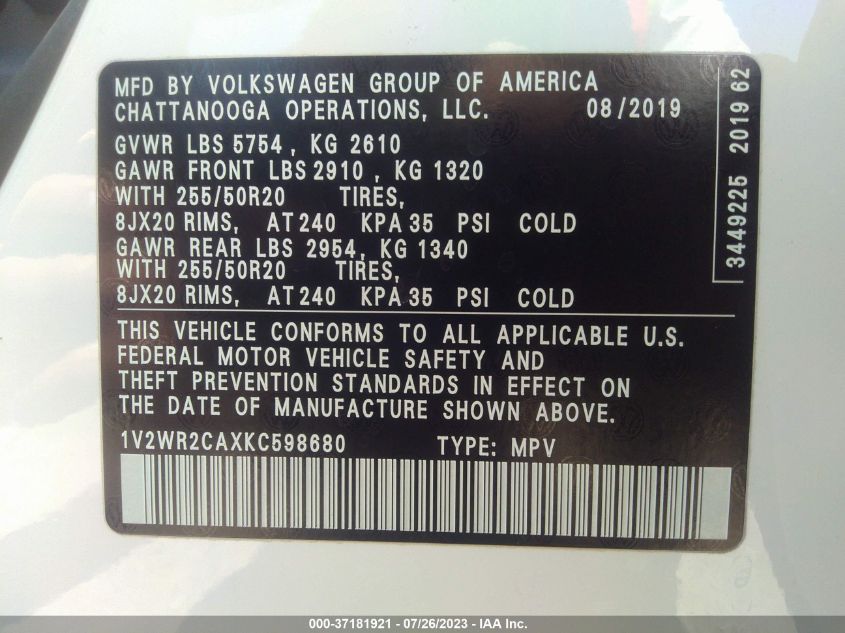 MFD BY VOLKSWAGEN GROUP OF AMERICA
CHATTANOOGA OPERATIONS, LLC. 08/2019
GVWR LBS 5754, KG 2610
GAWR FRONT LBS 2910, KG 1320
WITH 255/50R20 TIRES,
8JX20 RIMS, AT 240 KPA 35 PSI COLD
GAWR REAR LBS 2954, KG 1340
WITH 255/50R20 TIRES,
8JX20 RIMS, AT 240 KPA 35 PSI COLD
THIS VEHICLE CONFORMS TO ALL APPLICABLE U.S.
FEDERAL MOTOR VEHICLE SAFETY AND
THEFT PREVENTION STANDARDS IN EFFECT ON
THE DATE OF MANUFACTURE SHOWN ABOVE.
1V2WR2CAXKC598680 TYPE: MPV
3449225 2019 62
000-37181921 - 07/26/2023 - IAA Inc.